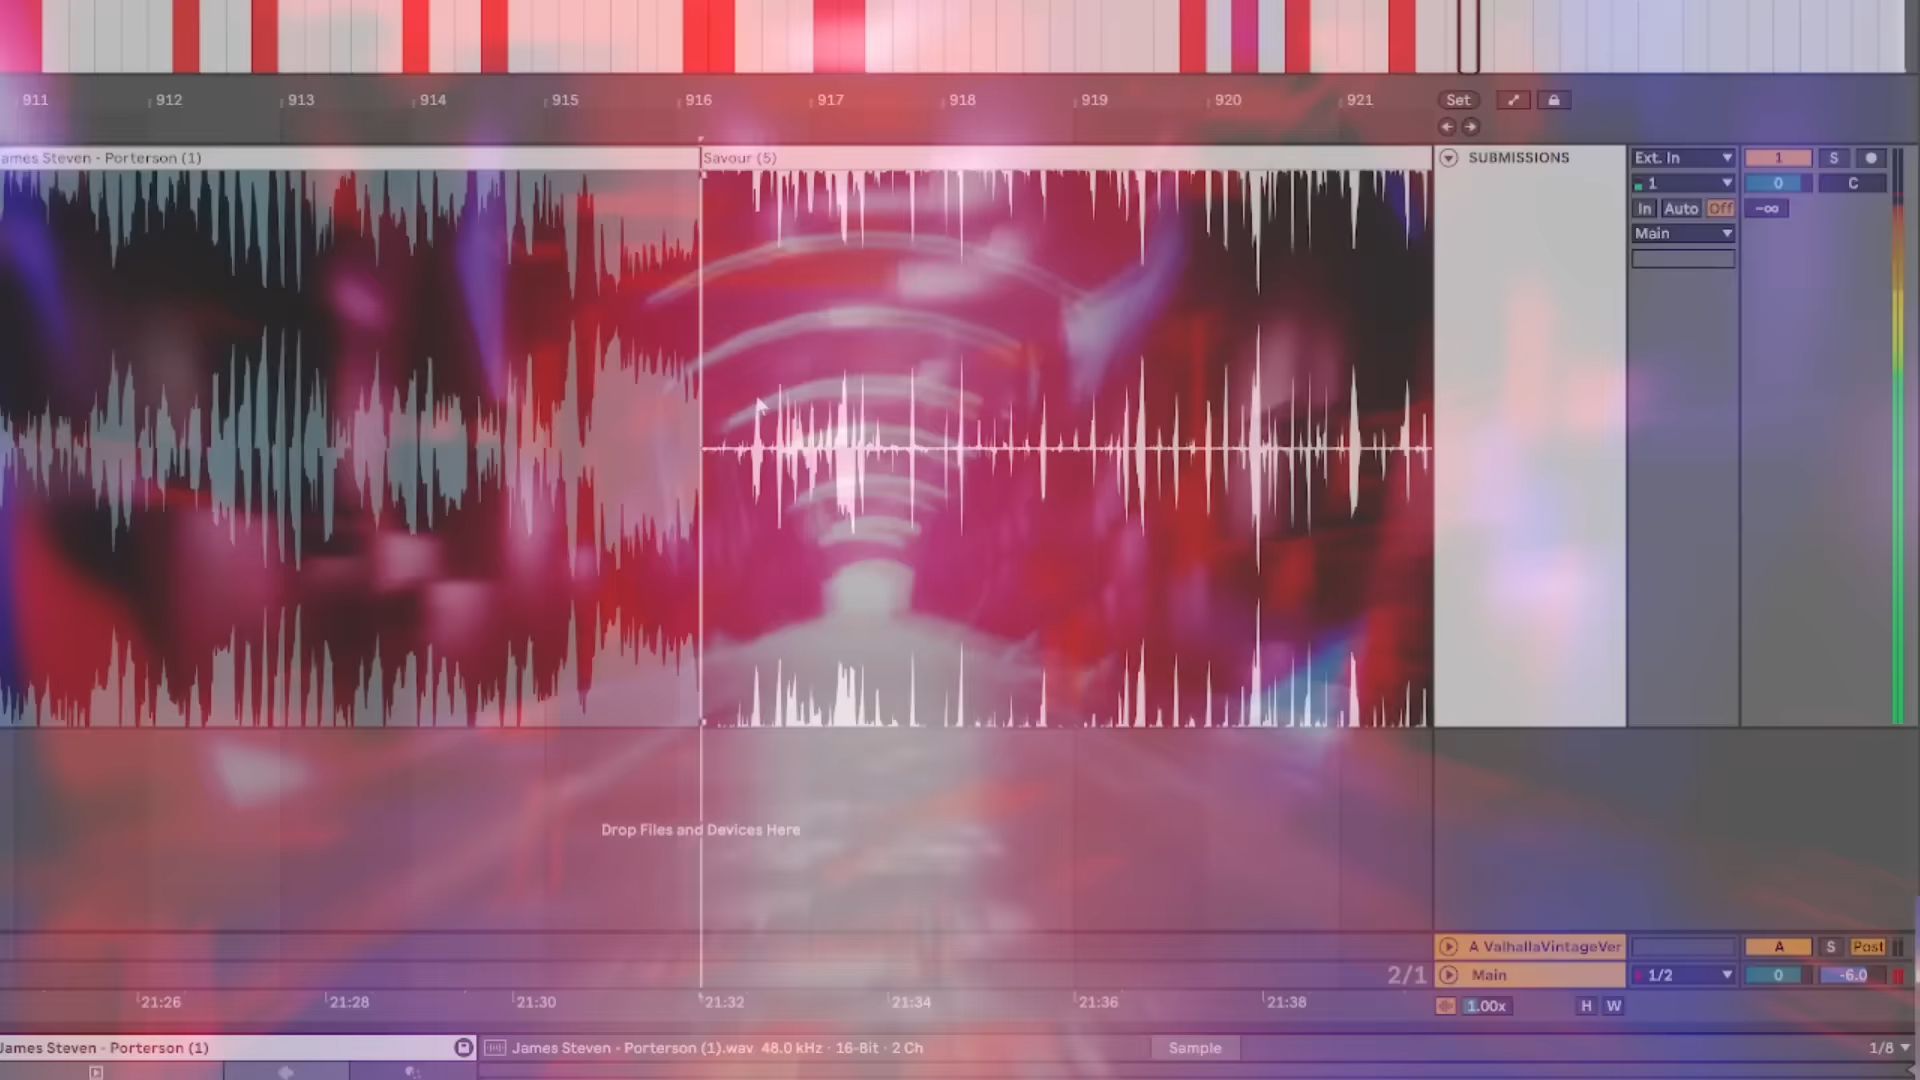 911 912 913 914 915 916 917 918 919 920 921 Set
ames Steven - Porterson (1) Savour (5) SUBMISSIONS Ext. In 1 S
1 0 C
In Auto Off -∞
Main
Drop Files and Devices Here
A ValhallaVintageVer A S Post
2/1 Main 1/2 0 -6.0
21:26 21:28 21:30 21:32 21:34 21:36 21:38 1.00x H W
James Steven - Porterson (1) James Steven - Porterson (1).wav 48.0 kHz · 16-Bit · 2 Ch Sample 1/8